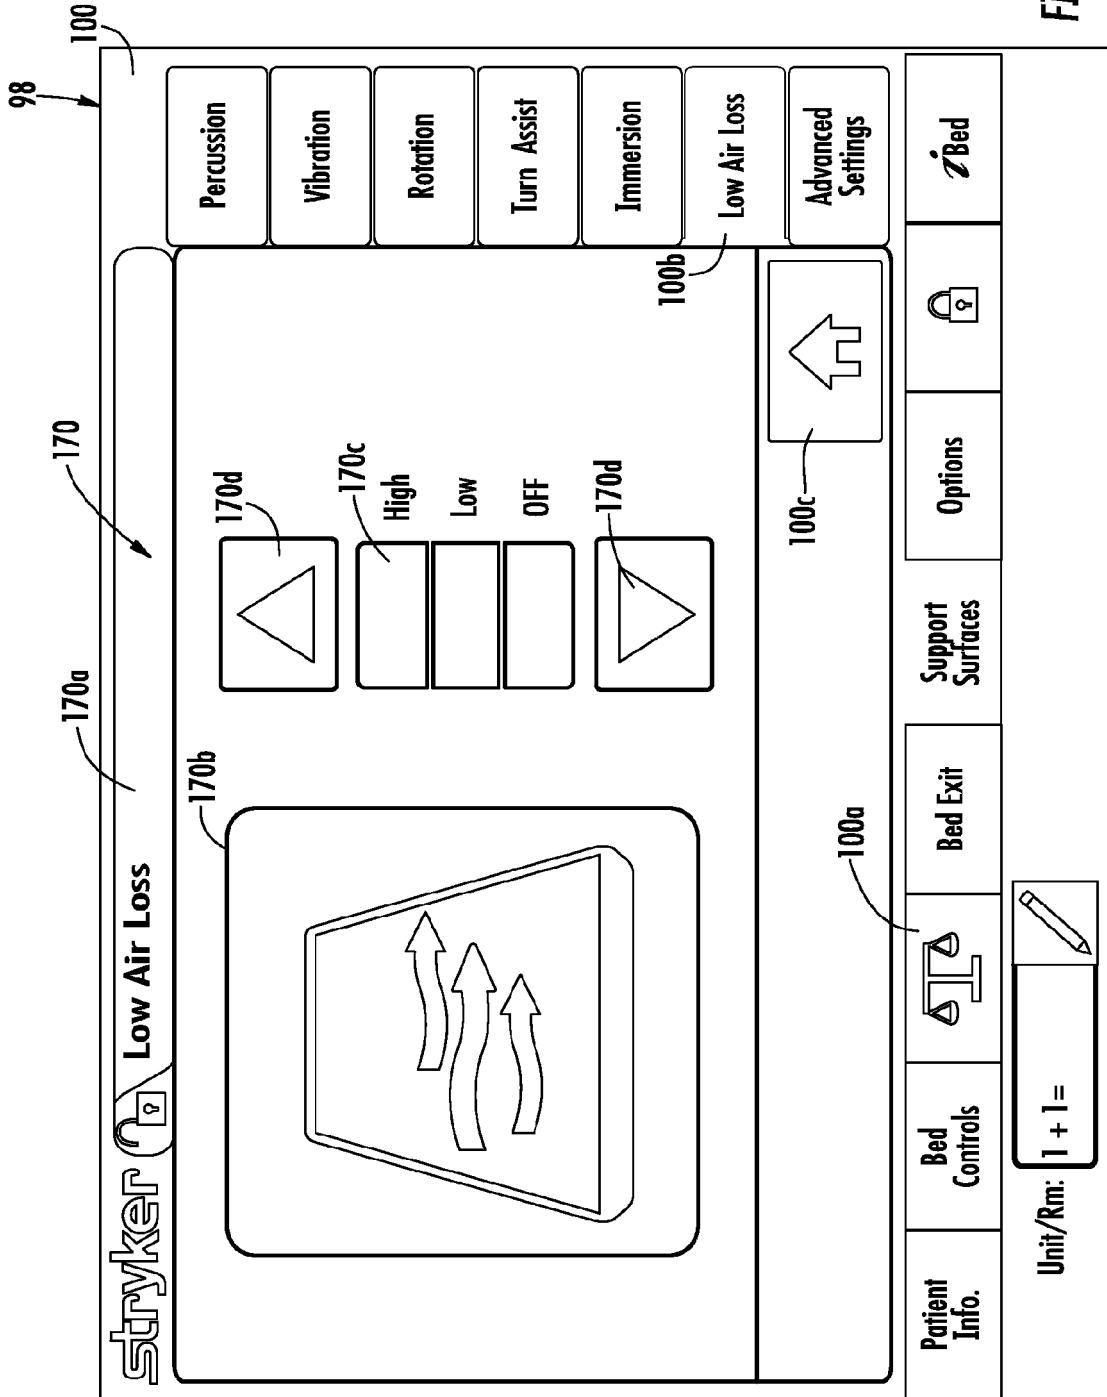 98
100
170
170a
stryker
Low Air Loss
Percussion
Vibration
Rotation
Turn Assist
Immersion
Low Air Loss
Advanced
Settings
170b
170d
170c
High
Low
OFF
170d
100b
100c
100a
Patient
Info.
Bed
Controls
Bed Exit
Support
Surfaces
Options
iBed
Unit/Rm:
1 + 1=